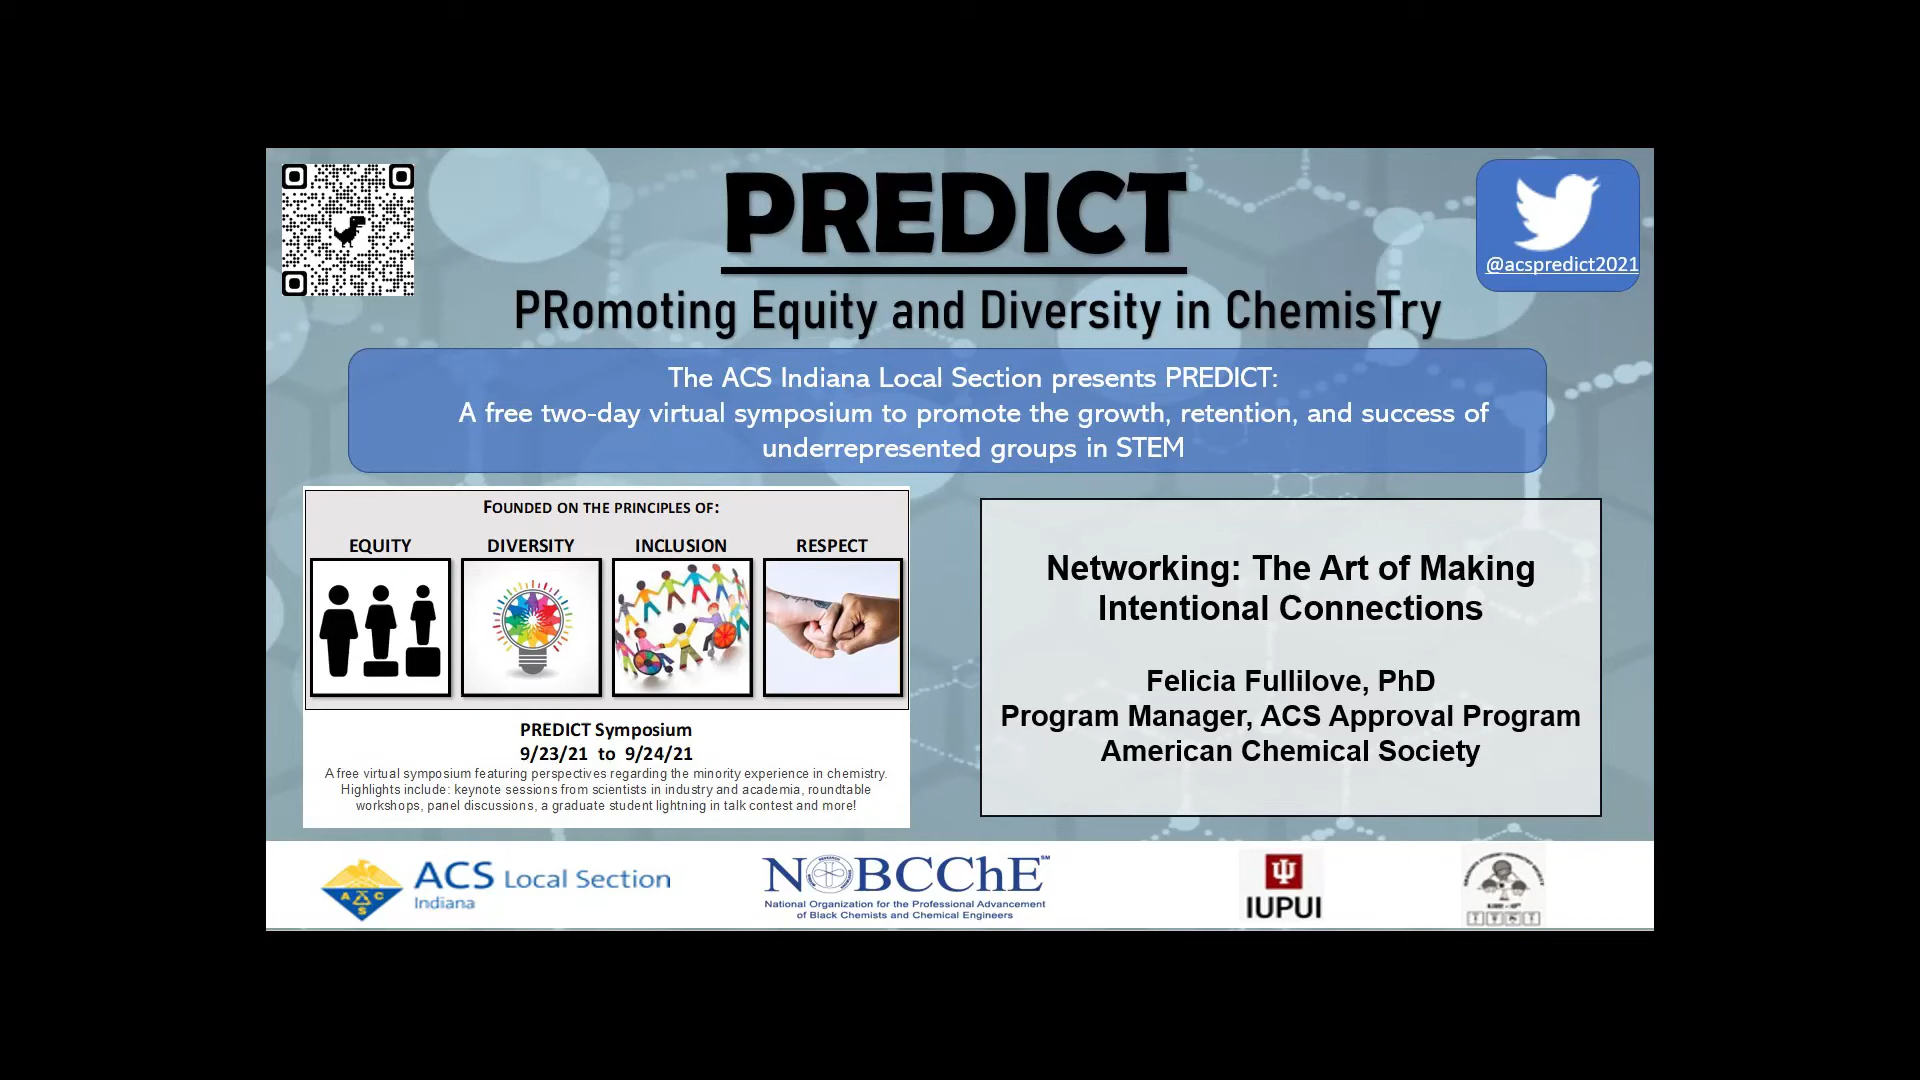 PREDICT
@acspredict2021
PRomoting Equity and Diversity in ChemisTry
The ACS Indiana Local Section presents PREDICT:
A free two-day virtual symposium to promote the growth, retention, and success of
underrepresented groups in STEM
FOUNDED ON THE PRINCIPLES OF:
EQUITY DIVERSITY INCLUSION RESPECT
PREDICT Symposium
9/23/21 to 9/24/21
A free virtual symposium featuring perspectives regarding the minority experience in chemistry.
Highlights include: keynote sessions from scientists in industry and academia, roundtable
workshops, panel discussions, a graduate student lightning in talk contest and more!
Networking: The Art of Making
Intentional Connections
Felicia Fullilove, PhD
Program Manager, ACS Approval Program
American Chemical Society
ACS
ACS Local Section
Indiana
NOBCChE SM
National Organization for the Professional Advancement
of Black Chemists and Chemical Engineers
IUPUI